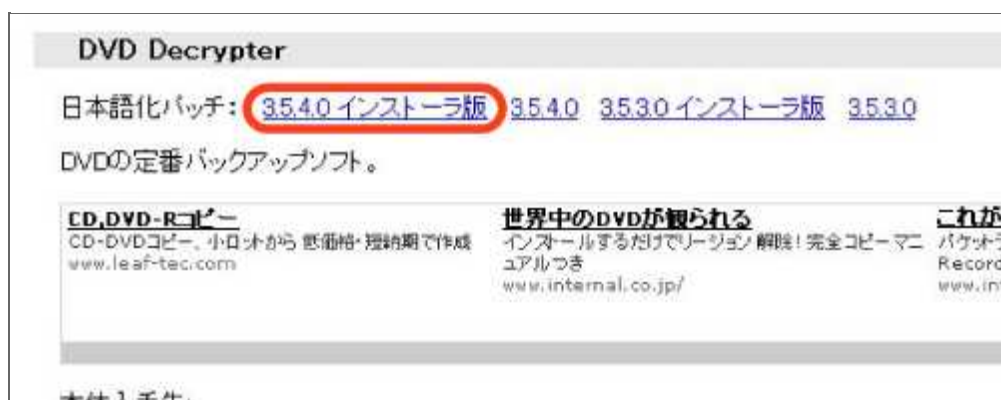 DVD Decrypter
日本語化パッチ: 3.5.4.0 インストーラ版 3.5.4.0 3.5.3.0 インストーラ版 3.5.3.0
DVDの定番バックアップソフト。
CD,DVD-Rコピー
CD・DVDコピー。小ロットから 低価格・短納期で作成
www.leaf-tec.com
世界中のDVDが観られる
インストールするだけでリージョン 解除!完全コピーマニ
ュアルつき
www.internal.co.jp/
これが
Record
www.in